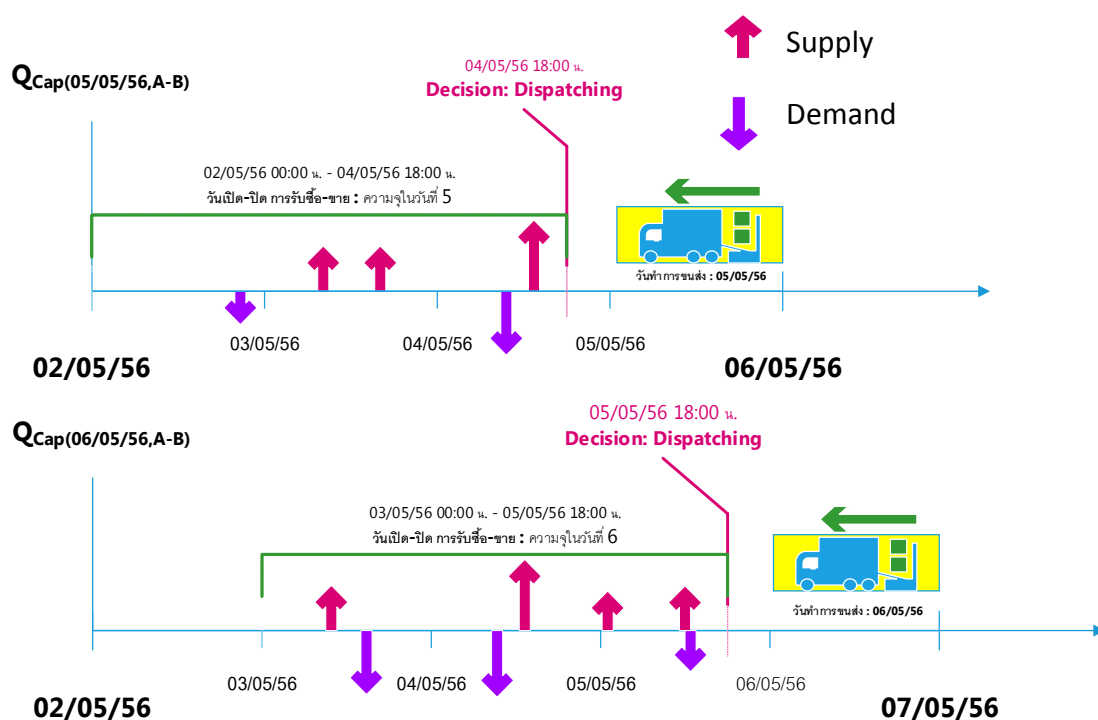 Supply
04/05/56 18:00 น.
QCap(05/05/56,A-B)
Decision: Dispatching
Demand
02/05/56 00:00 น. - 04/05/56 18:00 น.
วันเปิด-ปิด การรับซื้อ-ขาย : ความจุในวันที่ 5
วันทำการขนส่ง : 05/05/56
03/05/56
04/05/56
05/05/56
02/05/56
06/05/56
05/05/56 18:00 น.
QCap(06/05/56,A-B)
Decision: Dispatching
03/05/56 00:00 น. - 05/05/56 18:00 น.
วันเปิด-ปิด การรับซื้อ-ขาย : ความจุในวันที่ 6
วันทำการขนส่ง : 06/05/56
03/05/56
04/05/56
05/05/56
06/05/56
02/05/56
07/05/56